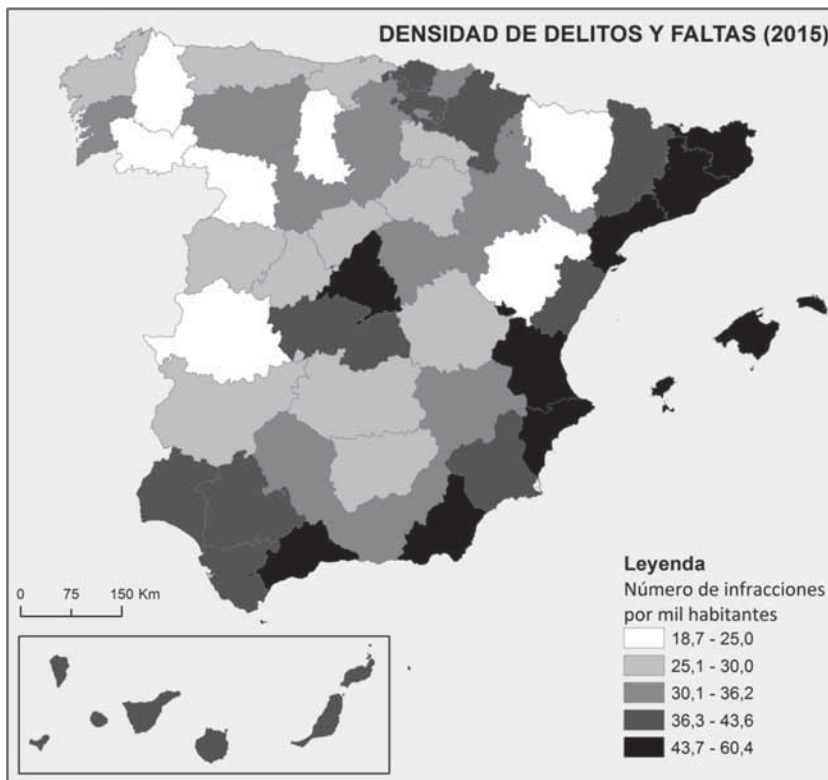 DENSIDAD DE DELITOS Y FALTAS (2015)
Leyenda
Número de infracciones
por mil habitantes
18,7 - 25,0
25,1 - 30,0
30,1 - 36,2
36,3 - 43,6
43,7 - 60,4
0 75 150 Km